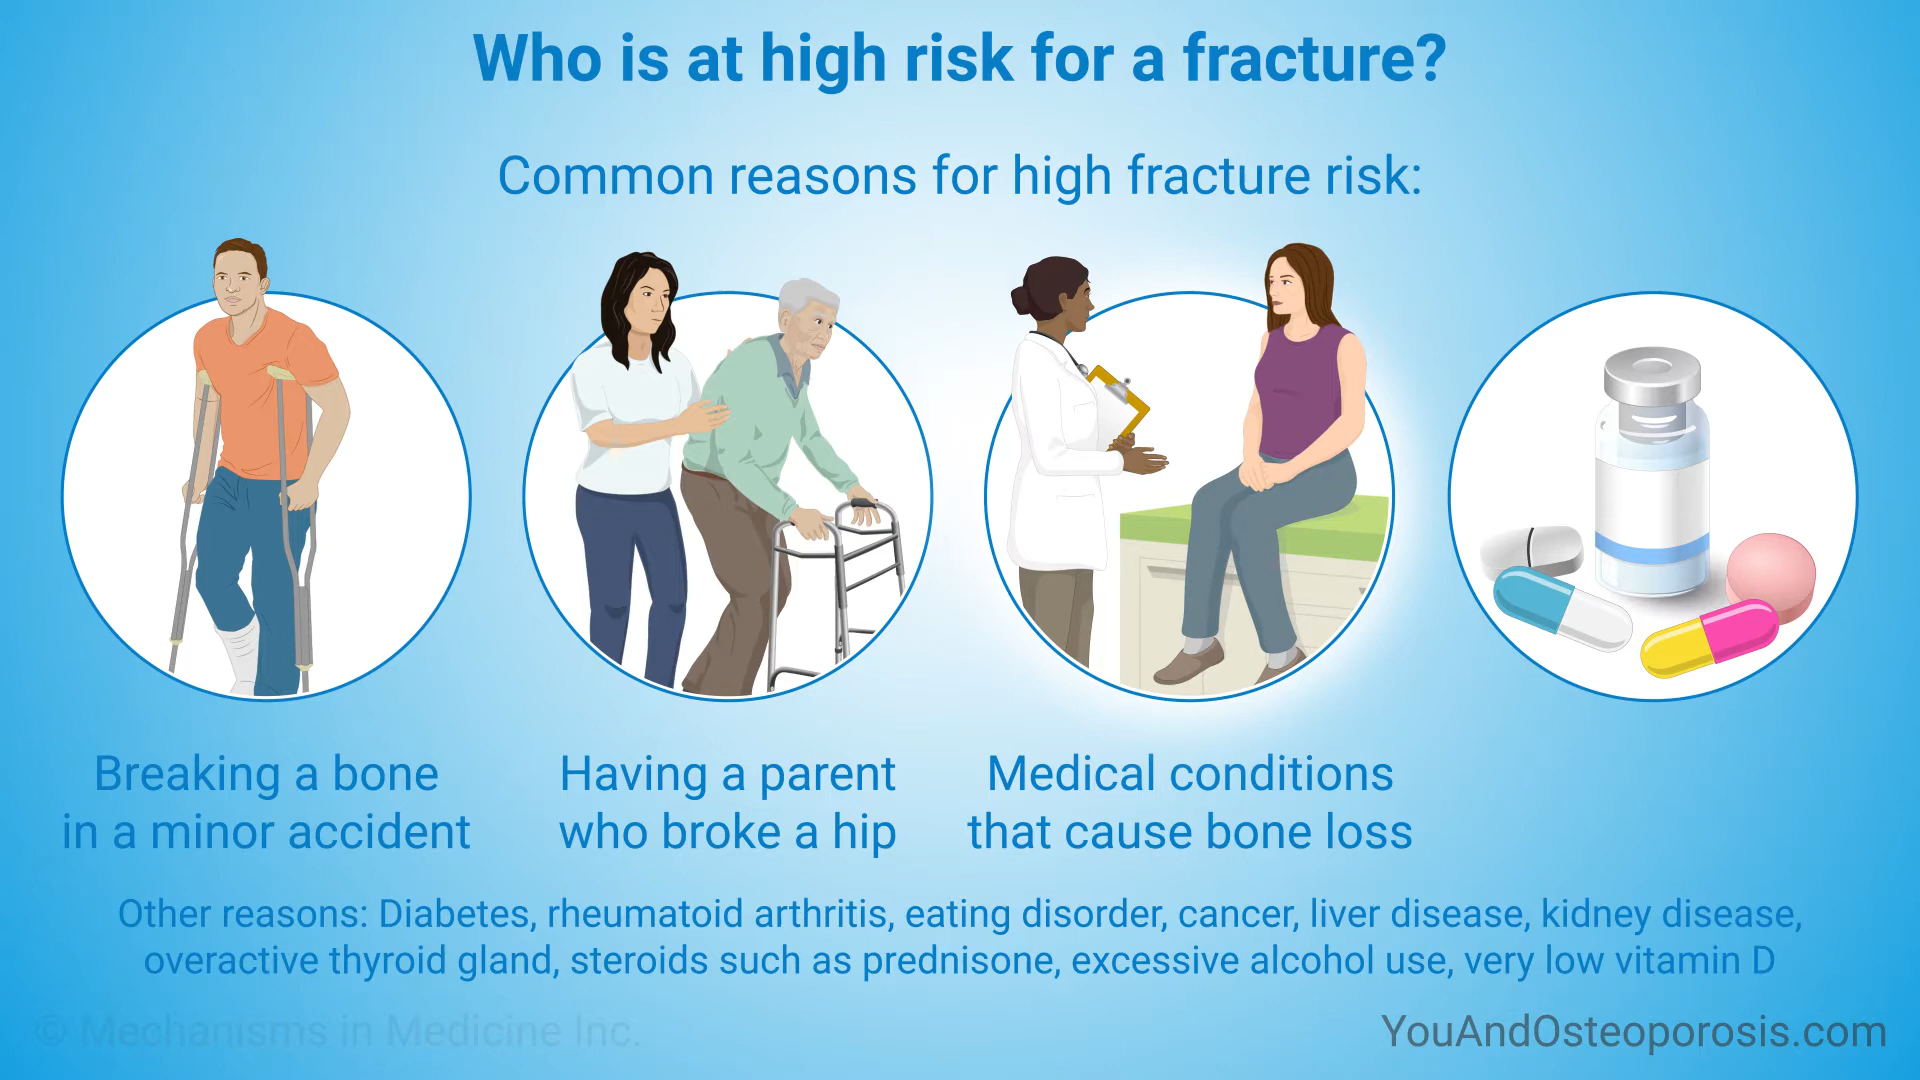 Who is at high risk for a fracture?
Common reasons for high fracture risk:
Breaking a bone
in a minor accident
Having a parent
who broke a hip
Medical conditions
that cause bone loss
Other reasons: Diabetes, rheumatoid arthritis, eating disorder, cancer, liver disease, kidney disease,
overactive thyroid gland, steroids such as prednisone, excessive alcohol use, very low vitamin D
© Mechanisms in Medicine Inc.
YouAndOsteoporosis.com